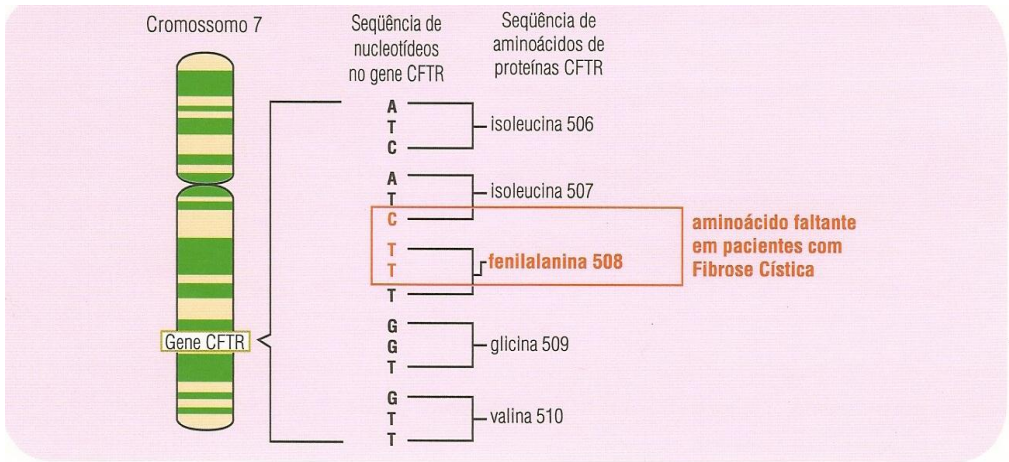 Cromossomo 7
Seqüência de
nucleotídeos
no gene CFTR
Seqüência de
aminoácidos de
proteínas CFTR
A
T
C
isoleucina 506
A
T
C
isoleucina 507
T
T
T
fenilalanina 508
aminoácido faltante
em pacientes com
Fibrose Cística
Gene CFTR
G
G
T
glicina 509
G
T
T
valina 510